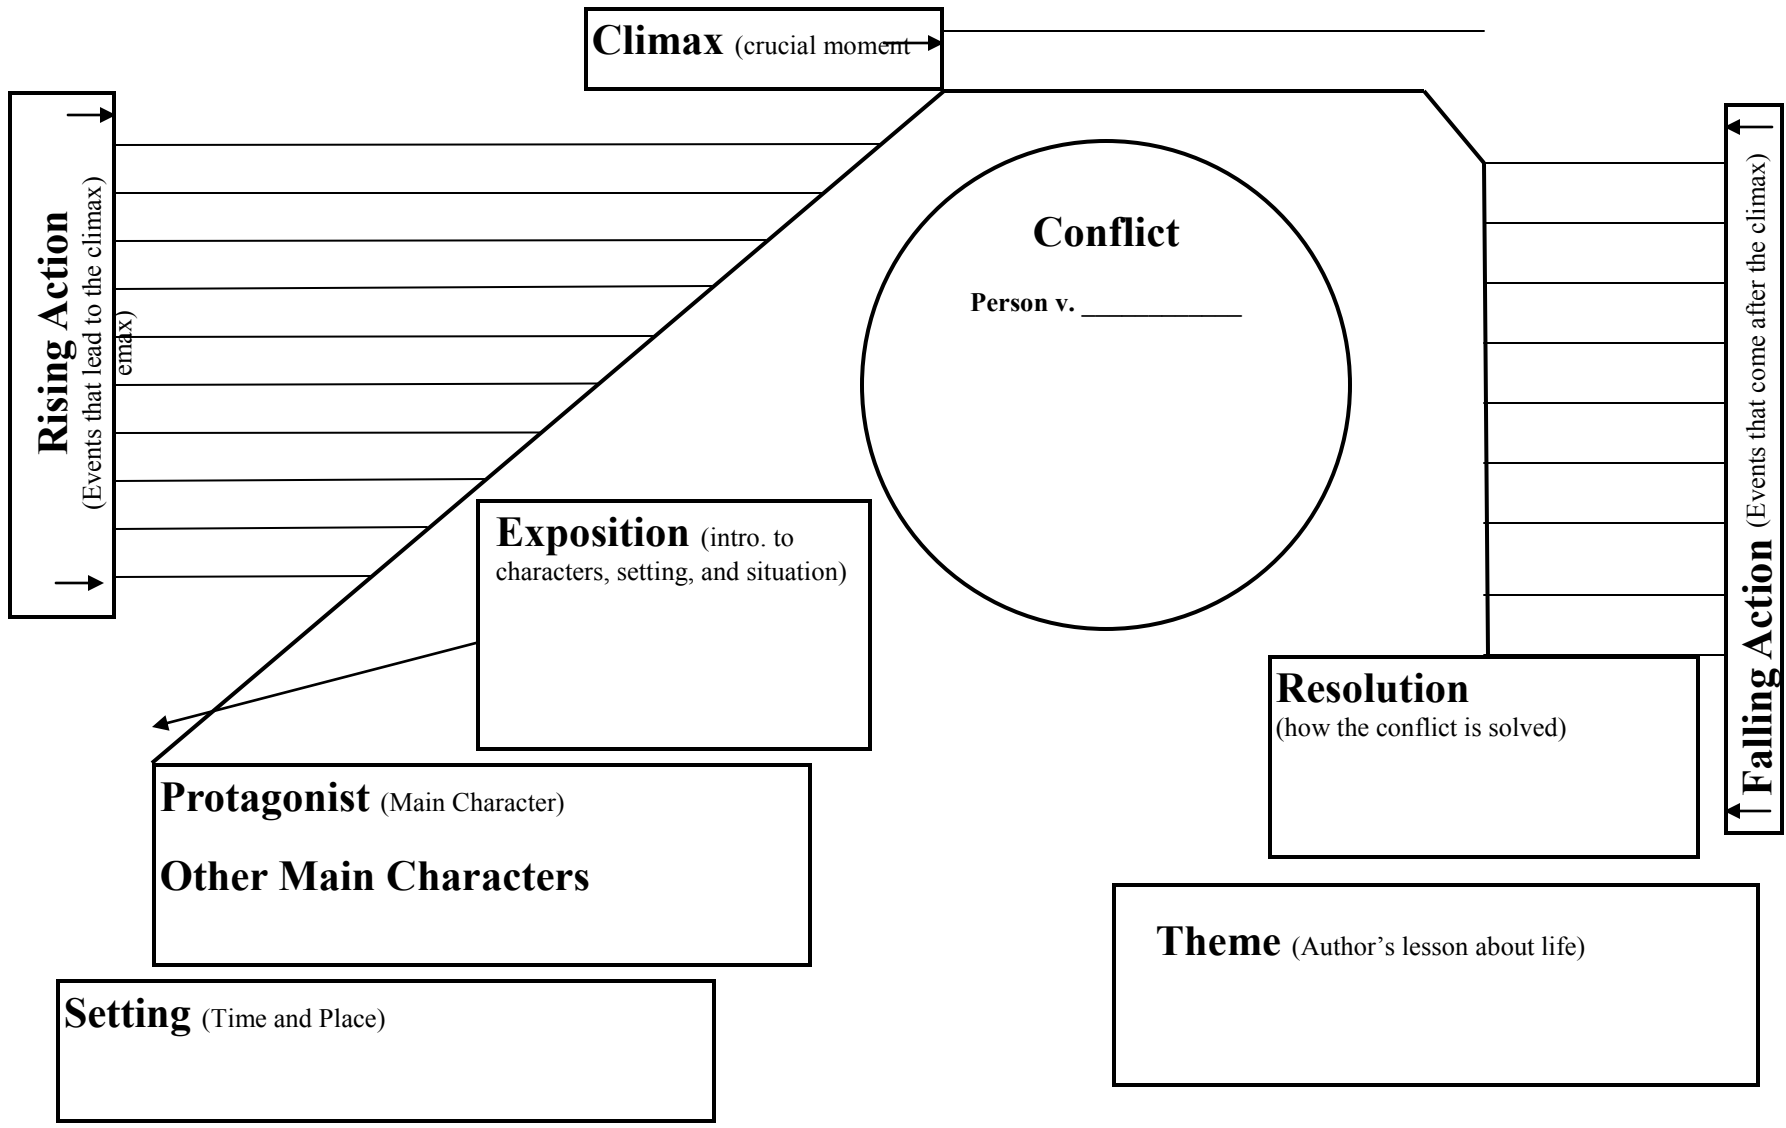 Climax (crucial moment
Rising Action
(Events that lead to the climax)
emax)
Conflict
Person v. ____________
Falling Action (Events that come after the climax)
Exposition (intro. to
characters, setting, and situation)
Resolution
(how the conflict is solved)
Protagonist (Main Character)
Other Main Characters
Theme (Author’s lesson about life)
Setting (Time and Place)